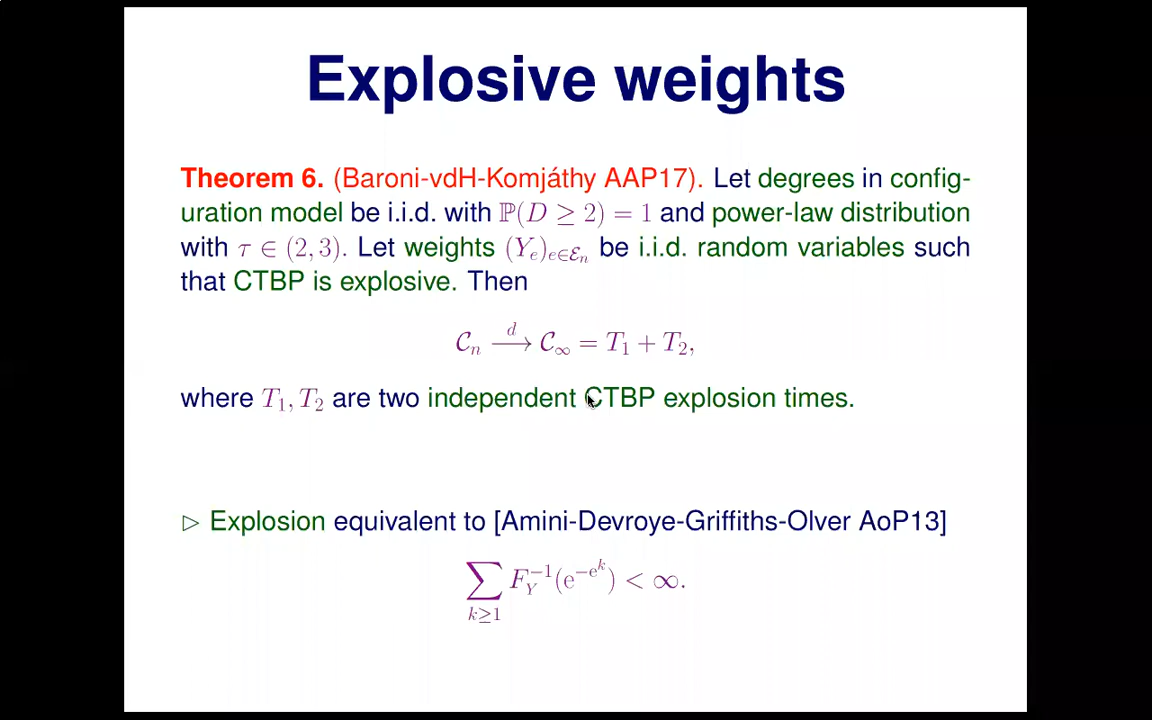 Explosive weights
Theorem 6. (Baroni-vdH-Komjáthy AAP17). Let degrees in config-
uration model be i.i.d. with ℙ(D ≥ 2) = 1 and power-law distribution
with τ ∈ (2, 3). Let weights (Y_e)_{e∈ℰ_n} be i.i.d. random variables such
that CTBP is explosive. Then
𝒞_n \xrightarrow{d} 𝒞_∞ = T_1 + T_2,
where T_1, T_2 are two independent CTBP explosion times.
▷ Explosion equivalent to [Amini-Devroye-Griffiths-Olver AoP13]
∑_{k≥1} F_Y^{-1}(e^{-e^k}) < ∞.